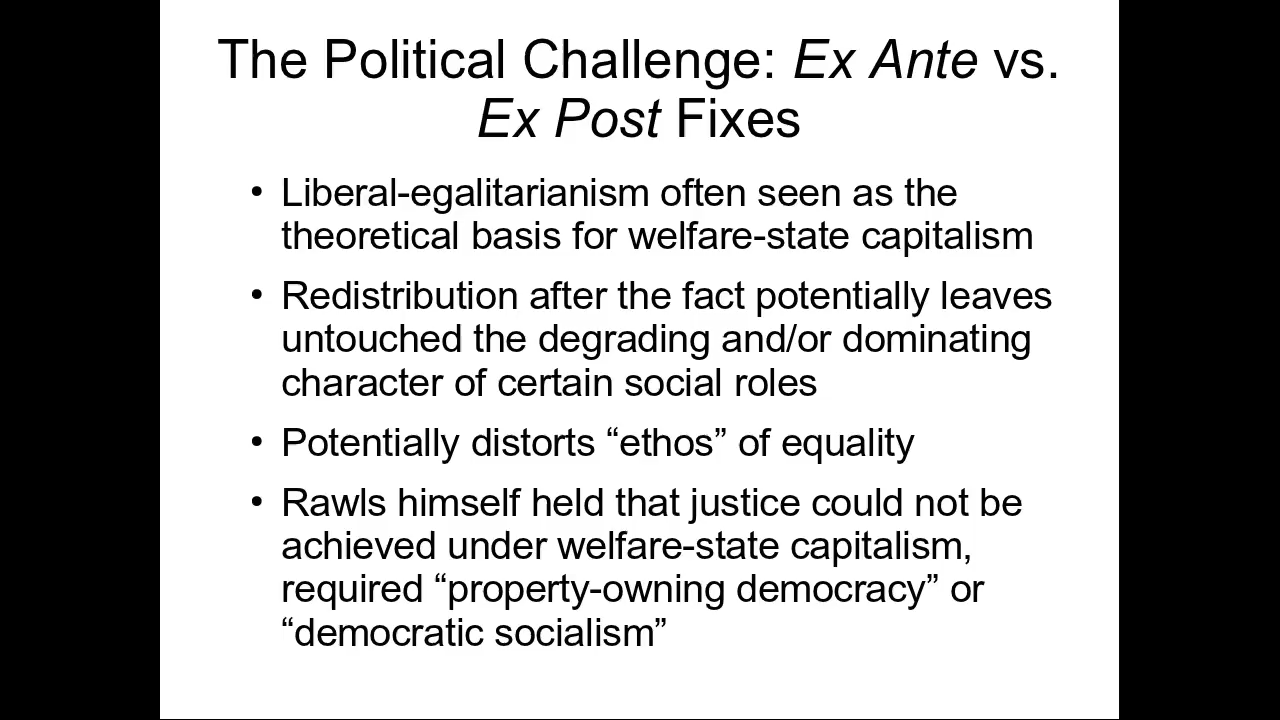 The Political Challenge: Ex Ante vs.
Ex Post Fixes
• Liberal-egalitarianism often seen as the
theoretical basis for welfare-state capitalism
• Redistribution after the fact potentially leaves
untouched the degrading and/or dominating
character of certain social roles
• Potentially distorts “ethos” of equality
• Rawls himself held that justice could not be
achieved under welfare-state capitalism,
required “property-owning democracy” or
“democratic socialism”